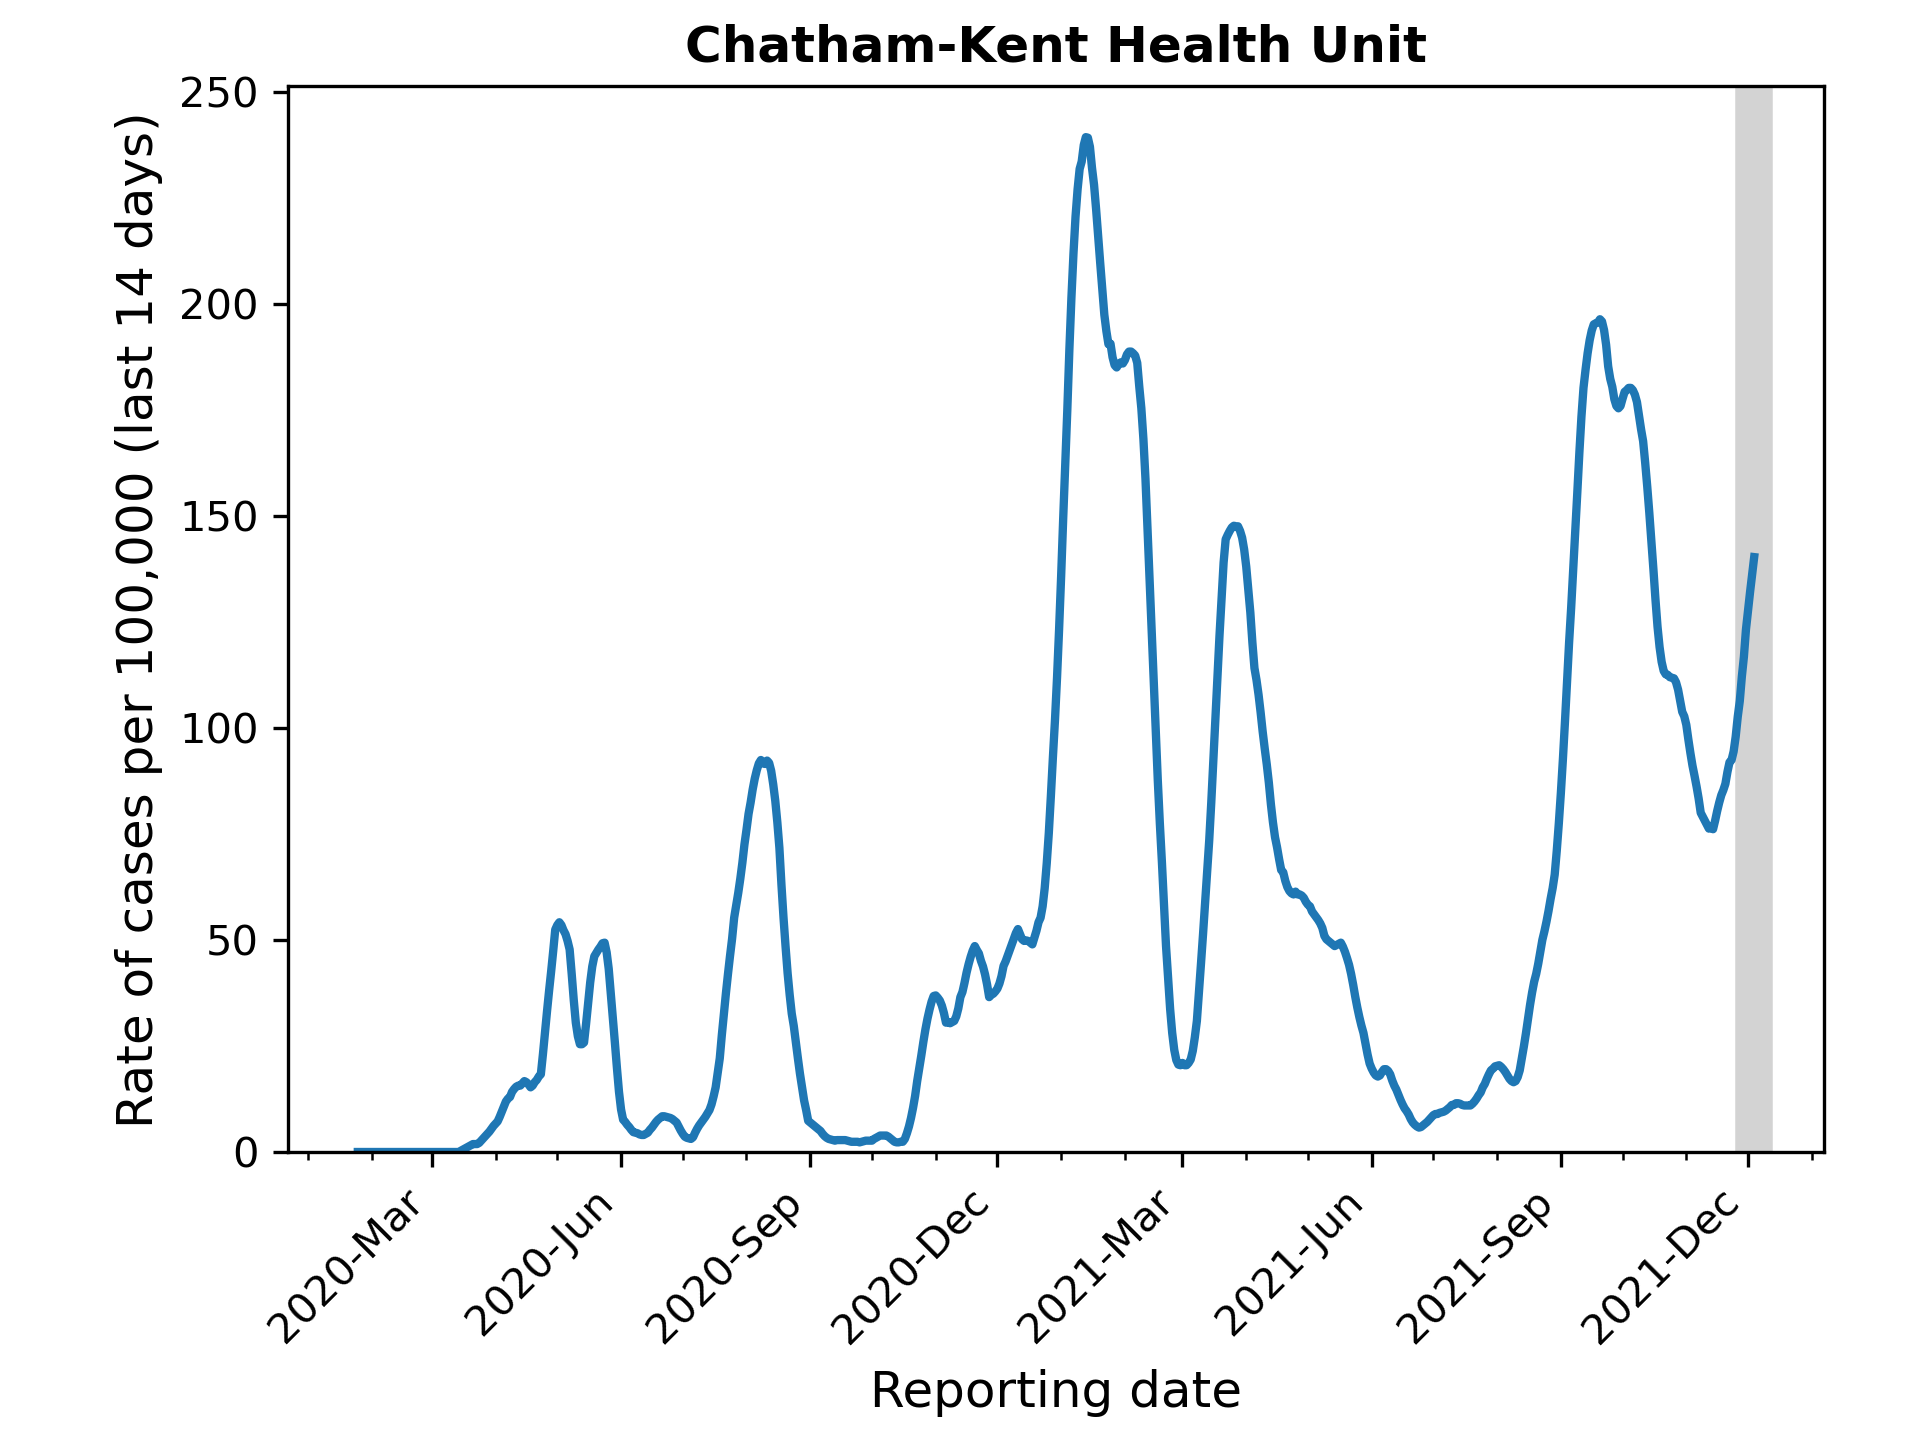 Chatham-Kent Health Unit
Rate of cases per 100,000 (last 14 days)
250
200
150
100
50
0
2020-Mar
2020-Jun
2020-Sep
2020-Dec
2021-Mar
2021-Jun
2021-Sep
2021-Dec
Reporting date